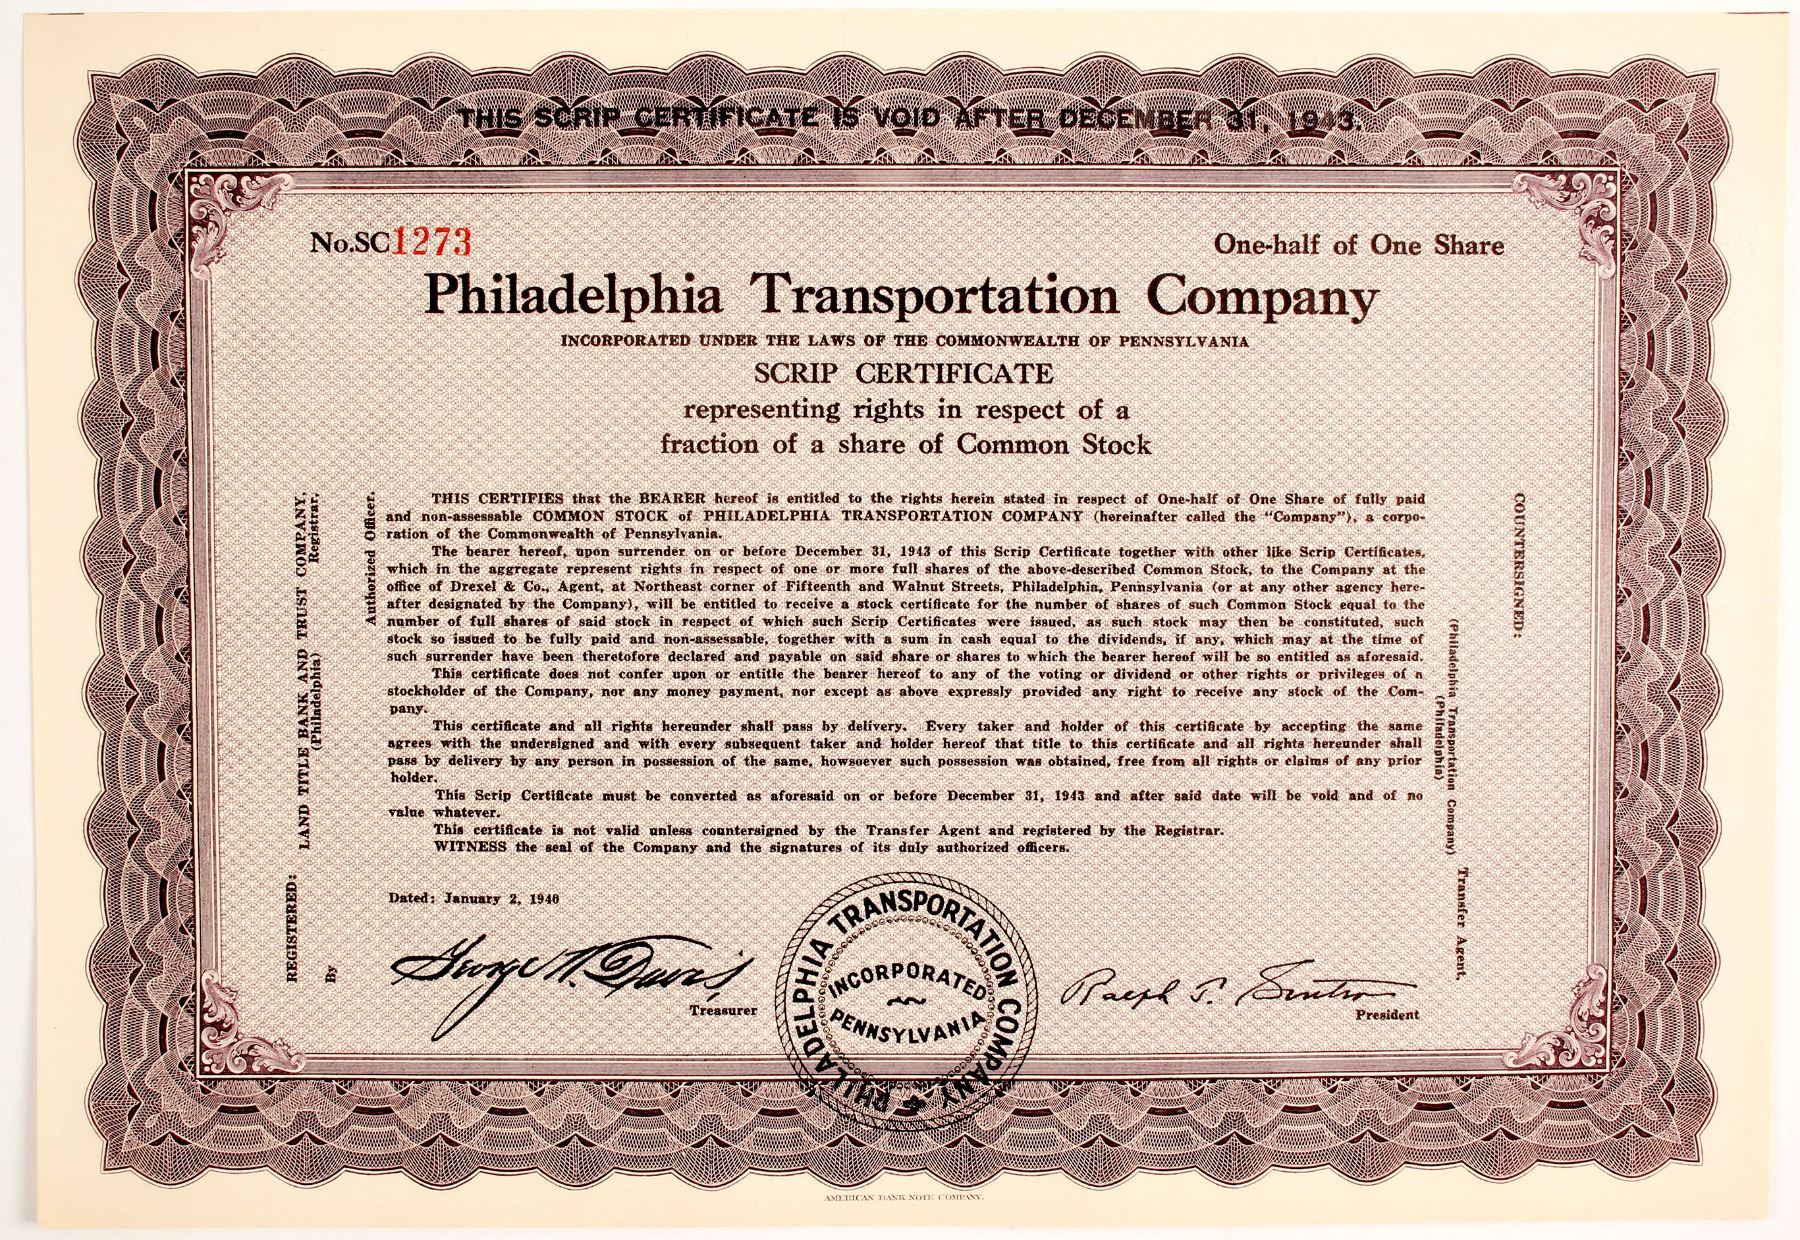 THIS SCRIP CERTIFICATE IS VOID AFTER DECEMBER 31, 1943.
No.SC1273
One-half of One Share
Philadelphia Transportation Company
INCORPORATED UNDER THE LAWS OF THE COMMONWEALTH OF PENNSYLVANIA
SCRIP CERTIFICATE
representing rights in respect of a
fraction of a share of Common Stock
THIS CERTIFIES that the BEARER hereof is entitled to the rights herein stated in respect of One-half of One Share of fully paid
and non-assessable COMMON STOCK of PHILADELPHIA TRANSPORTATION COMPANY (hereinafter called the "Company"), a corpo-
ration of the Commonwealth of Pennsylvania.
The bearer hereof, upon surrender on or before December 31, 1943 of this Scrip Certificate together with other like Scrip Certificates,
which in the aggregate represent rights in respect of one or more full shares of the above-described Common Stock, to the Company at the
office of Drexel & Co., Agent, at Northeast corner of Fifteenth and Walnut Streets, Philadelphia, Pennsylvania (or at any other agency here-
after designated by the Company), will be entitled to receive a stock certificate for the number of shares of such Common Stock equal to the
number of full shares of said stock in respect of which such Scrip Certificates were issued, as such stock may then be constituted, such
stock so issued to be fully paid and non-assessable, together with a sum in cash equal to the dividends, if any, which may at the time of
such surrender have been theretofore declared and payable on said share or shares to which the bearer hereof will be so entitled as aforesaid.
This certificate does not confer upon or entitle the bearer hereof to any of the voting or dividend or other rights or privileges of a
stockholder of the Company, nor any money payment, nor except as above expressly provided any right to receive any stock of the Com-
pany.
This certificate and all rights hereunder shall pass by delivery. Every taker and holder of this certificate by accepting the same
agrees with the undersigned and with every subsequent taker and holder hereof that title to this certificate and all rights hereunder shall
pass by delivery by any person in possession of the same, howsoever such possession was obtained, free from all rights or claims of any prior
holder.
This Scrip Certificate must be converted as aforesaid on or before December 31, 1943 and after said date will be void and of no
value whatever.
This certificate is not valid unless countersigned by the Transfer Agent and registered by the Registrar.
WITNESS the seal of the Company and the signatures of its duly authorized officers.
Dated: January 2, 1940
George W. Davis,
Treasurer
PHILADELPHIA TRANSPORTATION COMPANY
INCORPORATED
PENNSYLVANIA
Ralph T. Senter
President
REGISTERED:
LAND TITLE BANK AND TRUST COMPANY,
(Philadelphia)
Registrar,
By
Authorized Officer.
COUNTERSIGNED:
(Philadelphia Transportation Company)
(Philadelphia)
Transfer Agent,
AMERICAN BANK NOTE COMPANY.